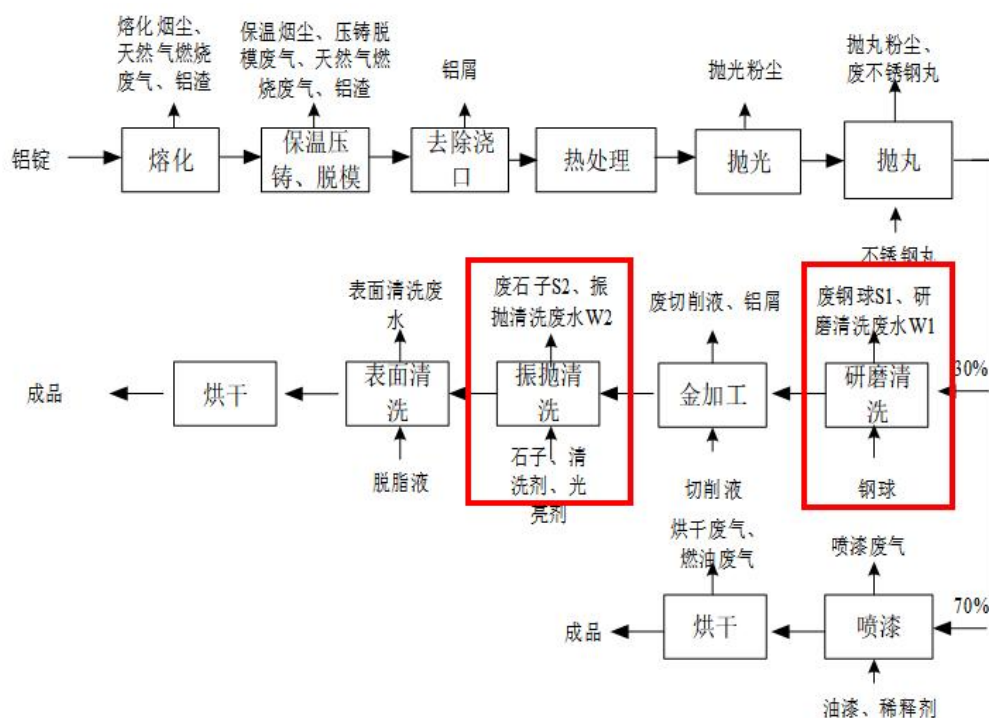 熔化烟尘、
天然气燃烧
废气、铝渣
保温烟尘、压铸脱
模废气、天然气燃
烧废气、铝渣
铝屑
抛光粉尘
抛丸粉尘、
废不锈钢丸
铝锭
熔化
保温压
铸、脱模
去除浇
口
热处理
抛光
抛丸
不锈钢丸
表面清洗废
水
废石子S2、振
抛清洗废水W2
废切削液、铝屑
废钢球S1、研
磨清洗废水W1
30%
成品
烘干
表面清
洗
振抛清
洗
金加工
研磨清
洗
脱脂液
石子、清
洗剂、光
亮剂
切削液
钢球
烘干废气、
燃油废气
喷漆废气
70%
成品
烘干
喷漆
油漆、稀释剂